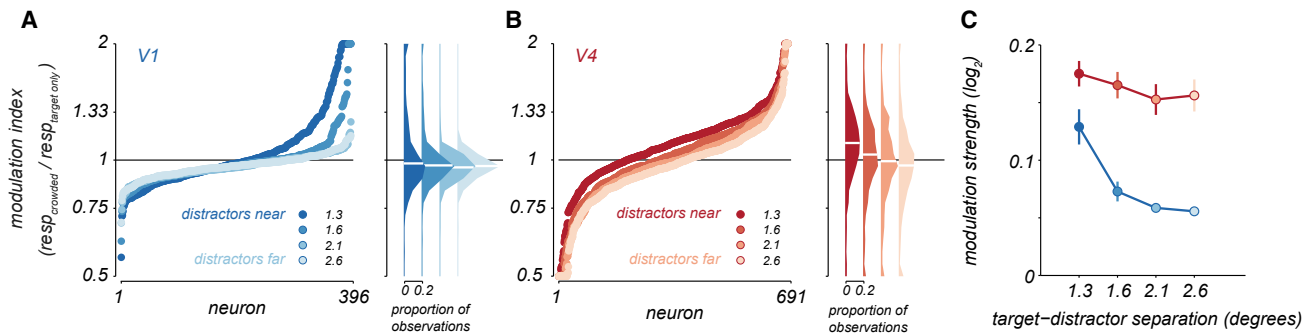 A
V1
2
1.33
1
0.75
0.5
modulation index
(resp crowded / resp target only)
distractors near
distractors far
1.3
1.6
2.1
2.6
1
396
neuron
0 0.2
proportion of
observations
B
V4
2
1.33
1
0.75
0.5
distractors near
distractors far
1.3
1.6
2.1
2.6
1
691
neuron
0 0.2
proportion of
observations
C
0.2
0.1
0
modulation strength (log2)
1.3 1.6 2.1 2.6
target-distractor separation (degrees)